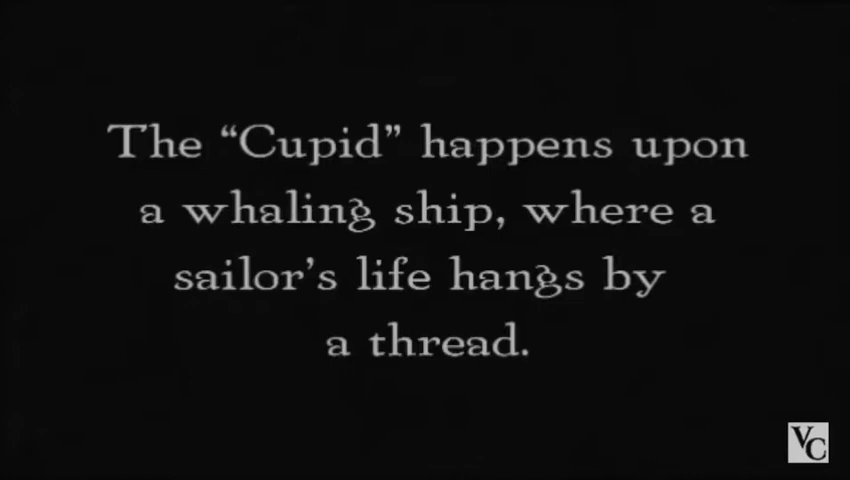 The “Cupid” happens upon
a whaling ship, where a
sailor’s life hangs by
a thread.
VC